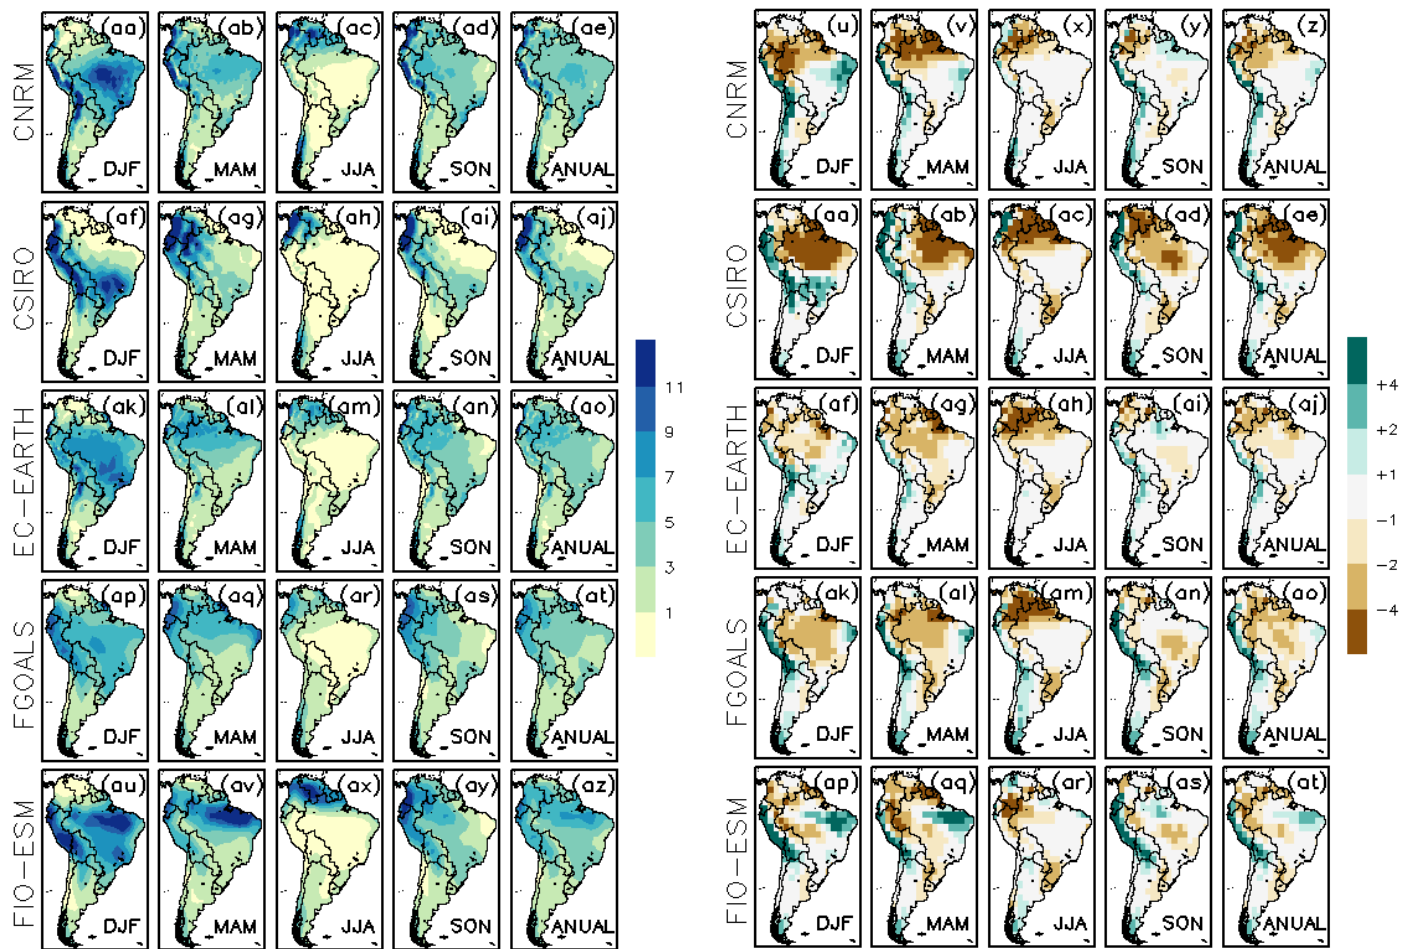 CNRM
(aa) (ab) (ac) (ad) (ae)
DJF MAM JJA SON ANUAL
CSIRO
(af) (ag) (ah) (ai) (aj)
DJF MAM JJA SON ANUAL
EC-EARTH
(ak) (al) (am) (an) (ao)
DJF MAM JJA SON ANUAL
FGOALS
(ap) (aq) (ar) (as) (at)
DJF MAM JJA SON ANUAL
FIO-ESM
(au) (av) (ax) (ay) (az)
DJF MAM JJA SON ANUAL
11
9
7
5
3
1
CNRM
(u) (v) (x) (y) (z)
DJF MAM JJA SON ANUAL
CSIRO
(aa) (ab) (ac) (ad) (ae)
DJF MAM JJA SON ANUAL
EC-EARTH
(af) (ag) (ah) (ai) (aj)
DJF MAM JJA SON ANUAL
FGOALS
(ak) (al) (am) (an) (ao)
DJF MAM JJA SON ANUAL
FIO-ESM
(ap) (aq) (ar) (as) (at)
DJF MAM JJA SON ANUAL
+4
+2
+1
-1
-2
-4